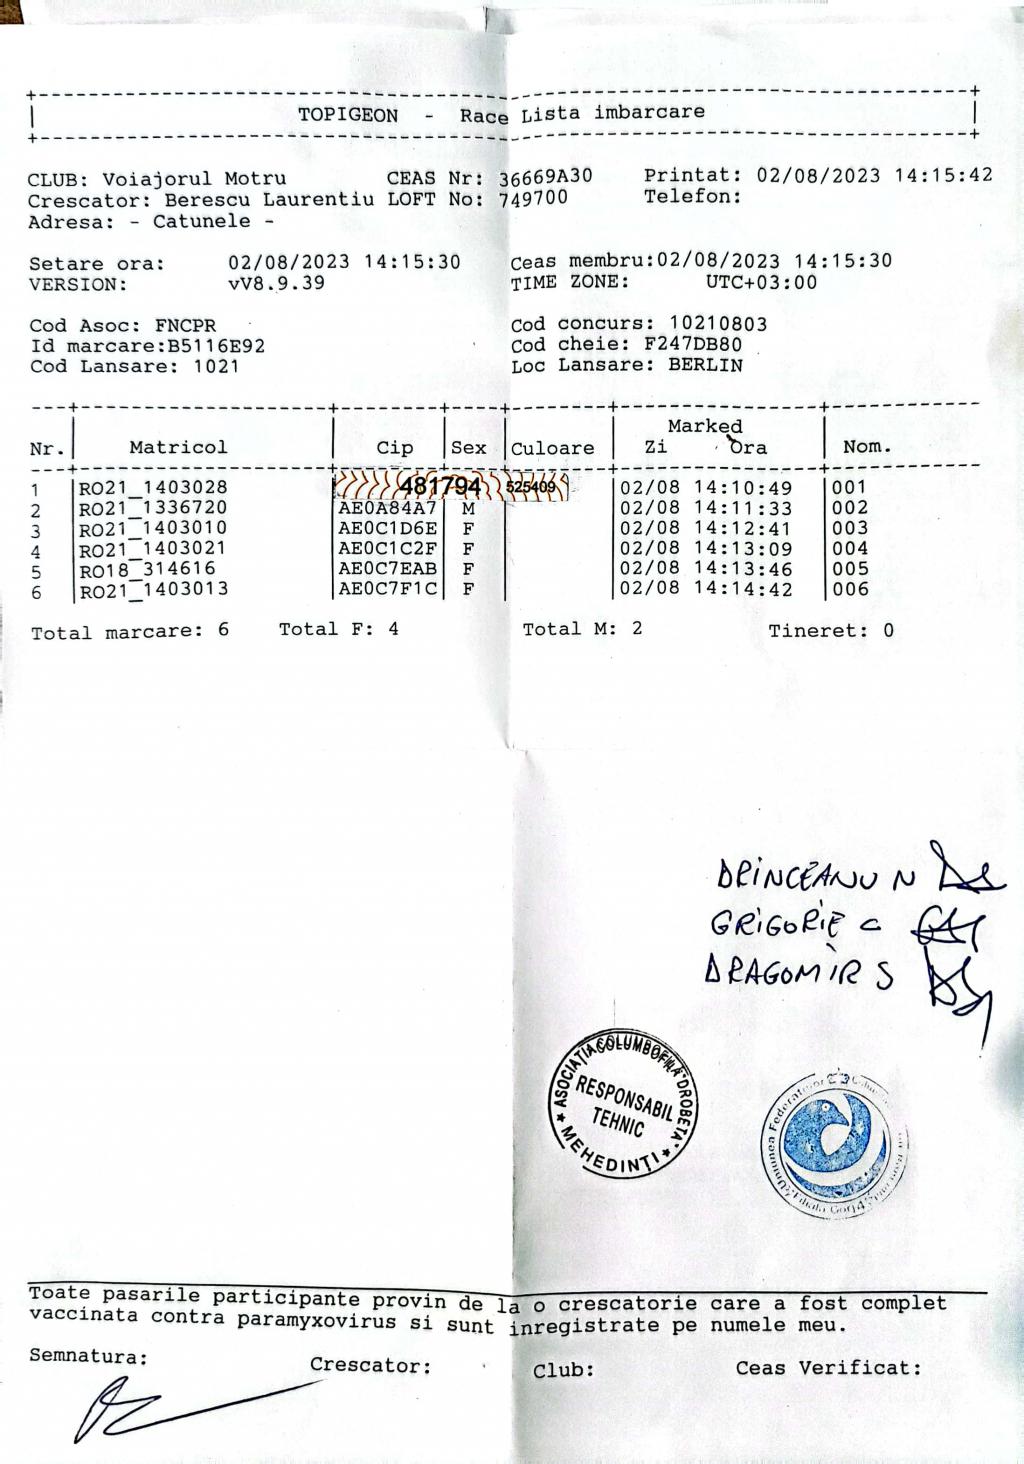 TOPIGEON - Race Lista imbarcare
CLUB: Voiajorul Motru CEAS Nr: 36669A30 Printat: 02/08/2023 14:15:42
Crescator: Berescu Laurentiu LOFT No: 749700 Telefon:
Adresa: - Catunele -
Setare ora: 02/08/2023 14:15:30 Ceas membru:02/08/2023 14:15:30
VERSION: vV8.9.39 TIME ZONE: UTC+03:00
Cod Asoc: FNCPR Cod concurs: 10210803
Id marcare:B5116E92 Cod cheie: F247DB80
Cod Lansare: 1021 Loc Lansare: BERLIN
Marked
Nr. Matricol Cip Sex Culoare Zi Ora Nom.
1 RO21_1403028 481794 525409 02/08 14:10:49 001
2 RO21_1336720 AE0A84A7 M 02/08 14:11:33 002
3 RO21_1403010 AE0C1D6E F 02/08 14:12:41 003
4 RO21_1403021 AE0C1C2F F 02/08 14:13:09 004
5 RO18_314616 AE0C7EAB F 02/08 14:13:46 005
6 RO21_1403013 AE0C7F1C F 02/08 14:14:42 006
Total marcare: 6 Total F: 4 Total M: 2 Tineret: 0
DRINCEANU N
GRIGORIE C
DRAGOMIR S
ASOCIAȚIA COLUMBOFILĂ "DROBETA"
RESPONSABIL
TEHNIC
MEHEDINȚI
Uniunea Federatiilor
Filiala Gorj
Toate pasarile participante provin de la o crescatorie care a fost complet
vaccinata contra paramyxovirus si sunt inregistrate pe numele meu.
Semnatura: Crescator: Club: Ceas Verificat: